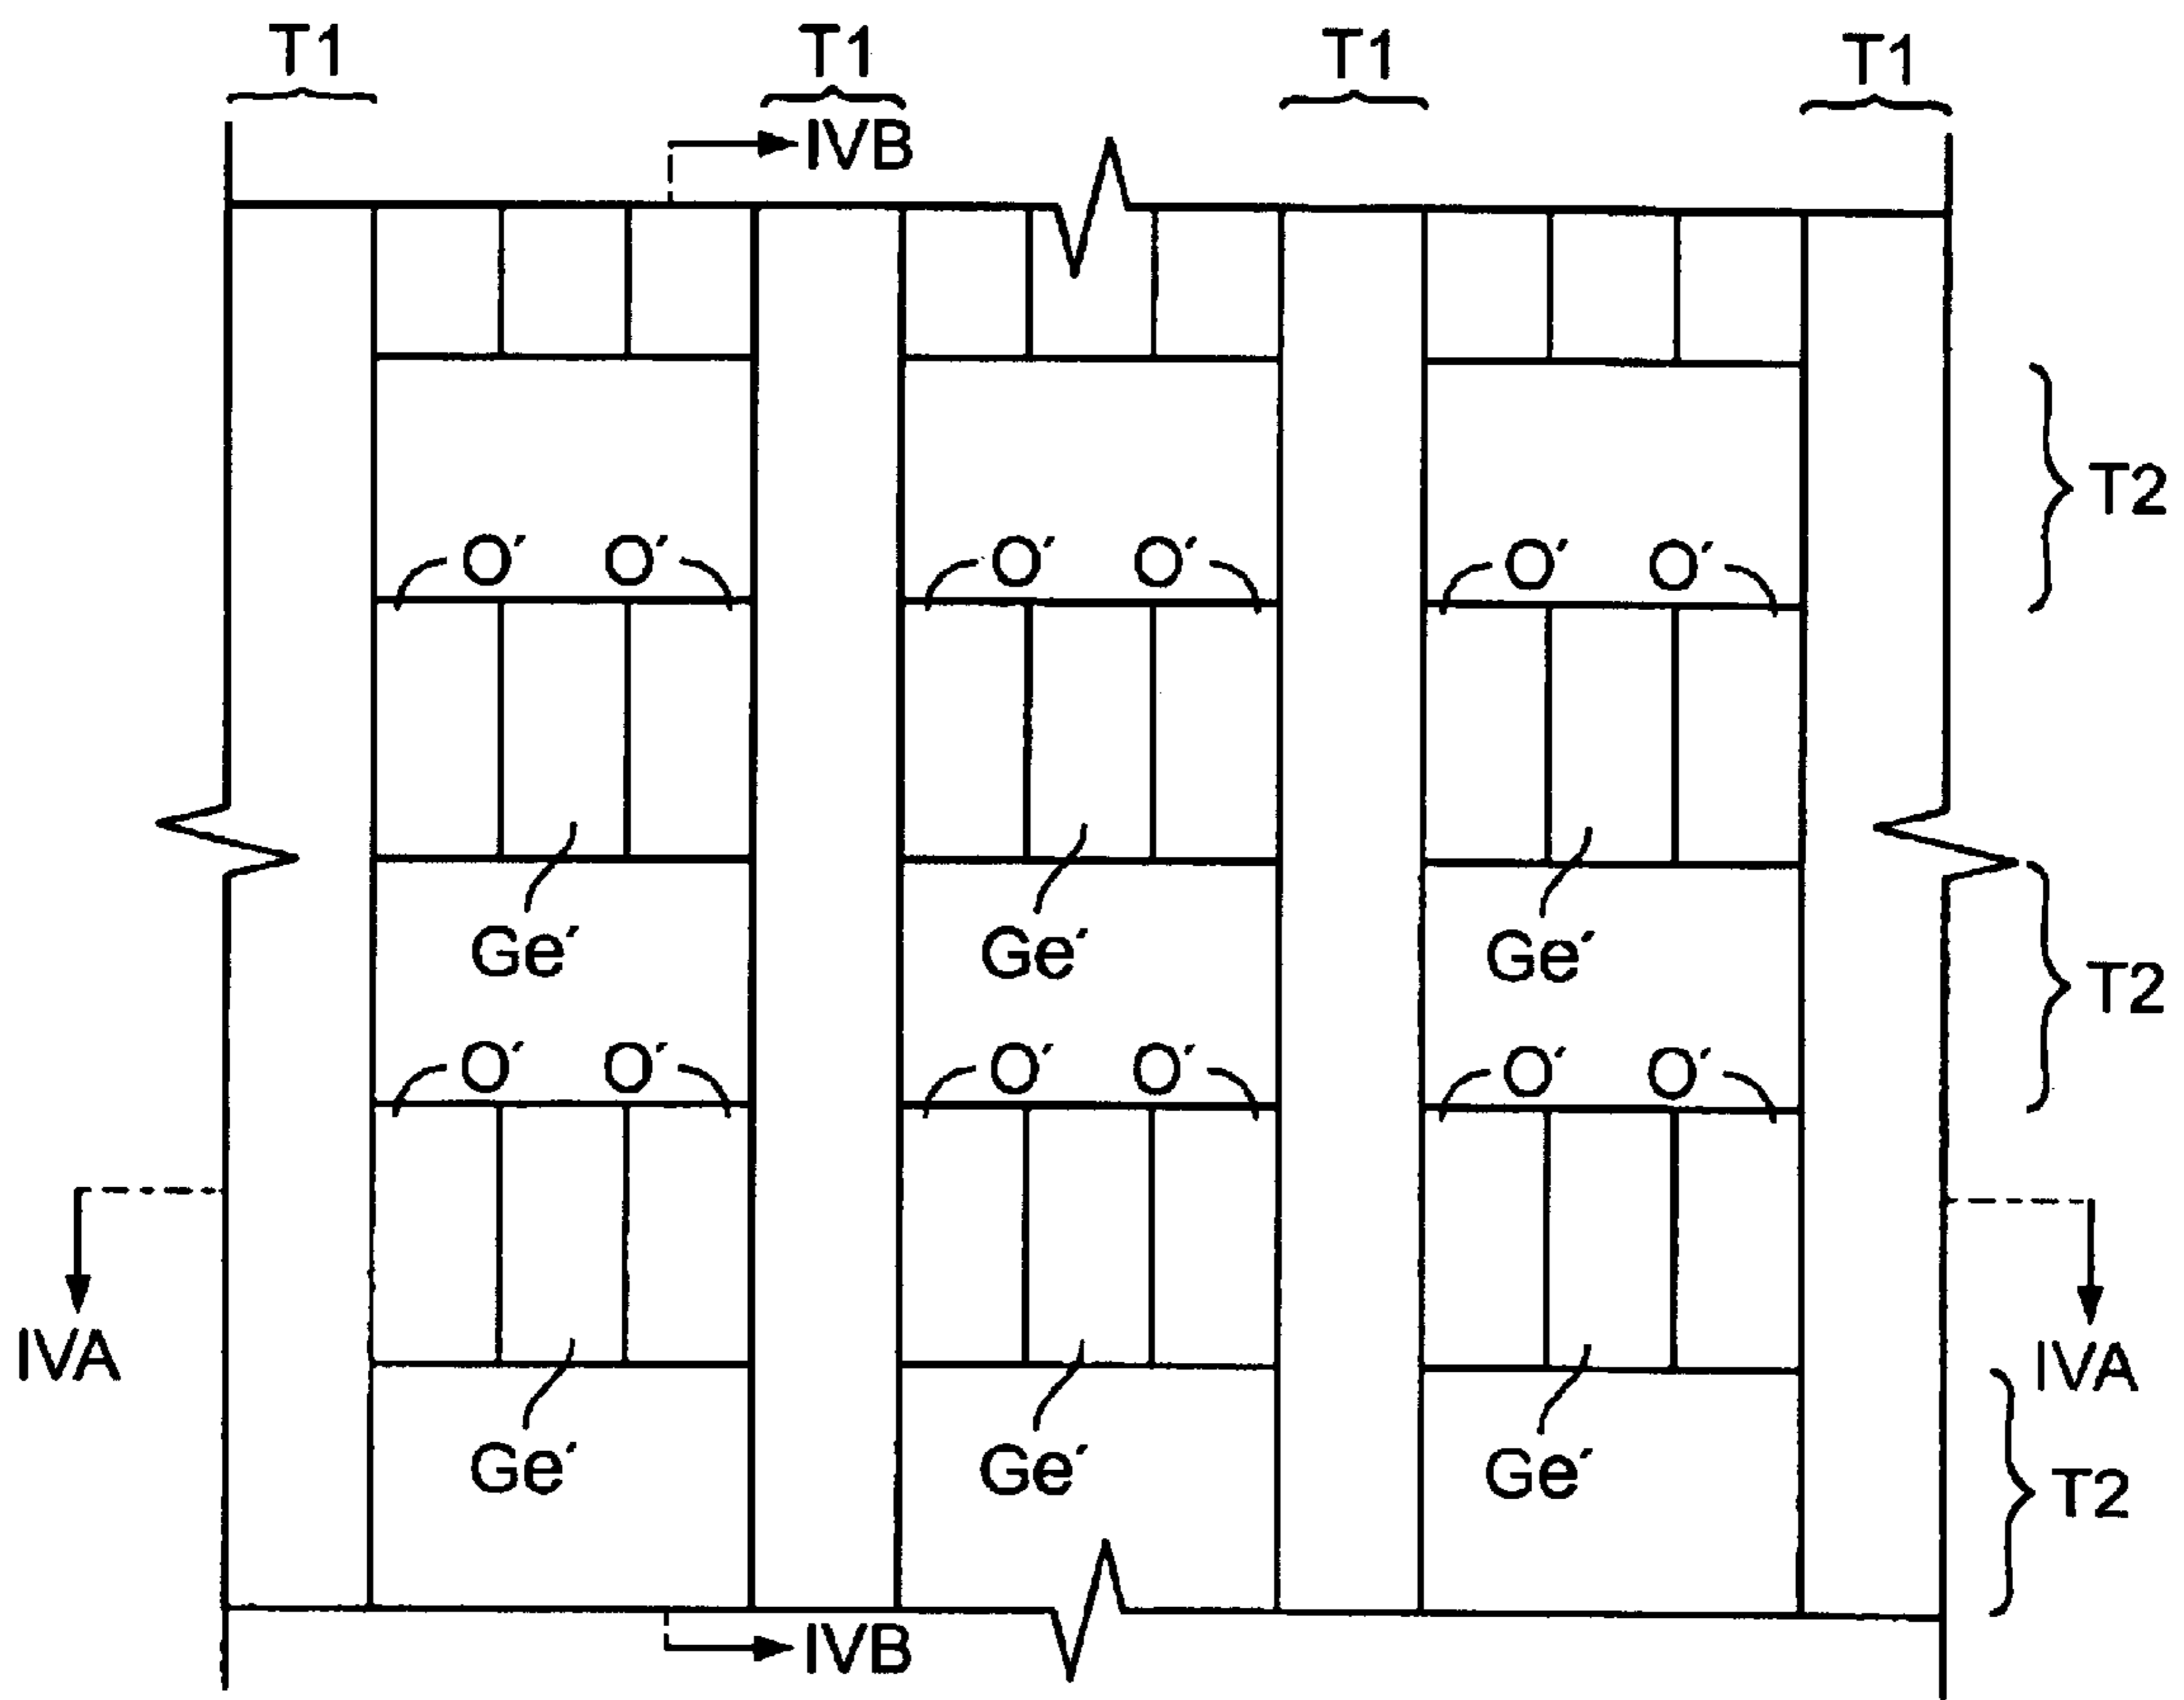 T1 T1 T1 T1
IVB
T2
O′ O′ O′ O′ O′ O′
Ge′ Ge′ Ge′
T2
O′ O′ O′ O′ O′ O′
IVA IVA
Ge′ Ge′ Ge′
T2
IVB